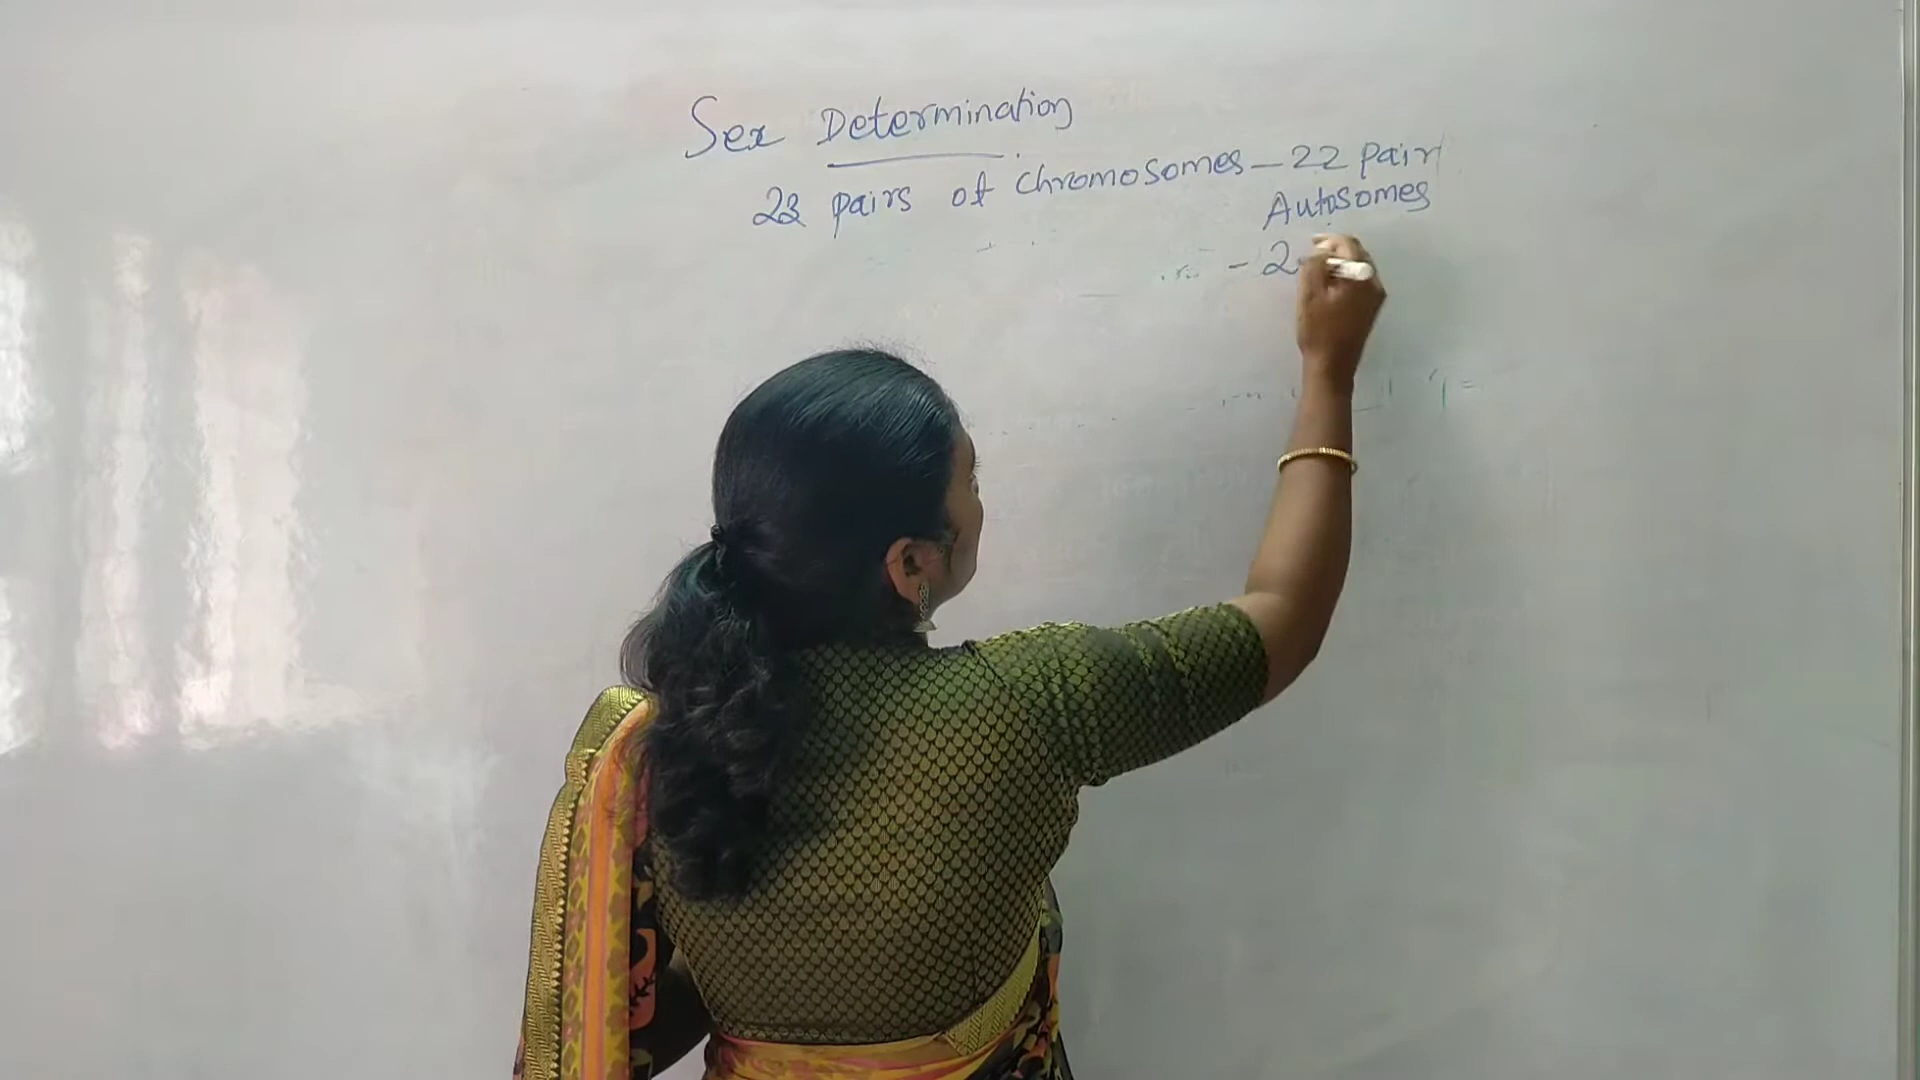 Sex Determination
23 pairs of chromosomes - 22 pair
Autosomes
- 2